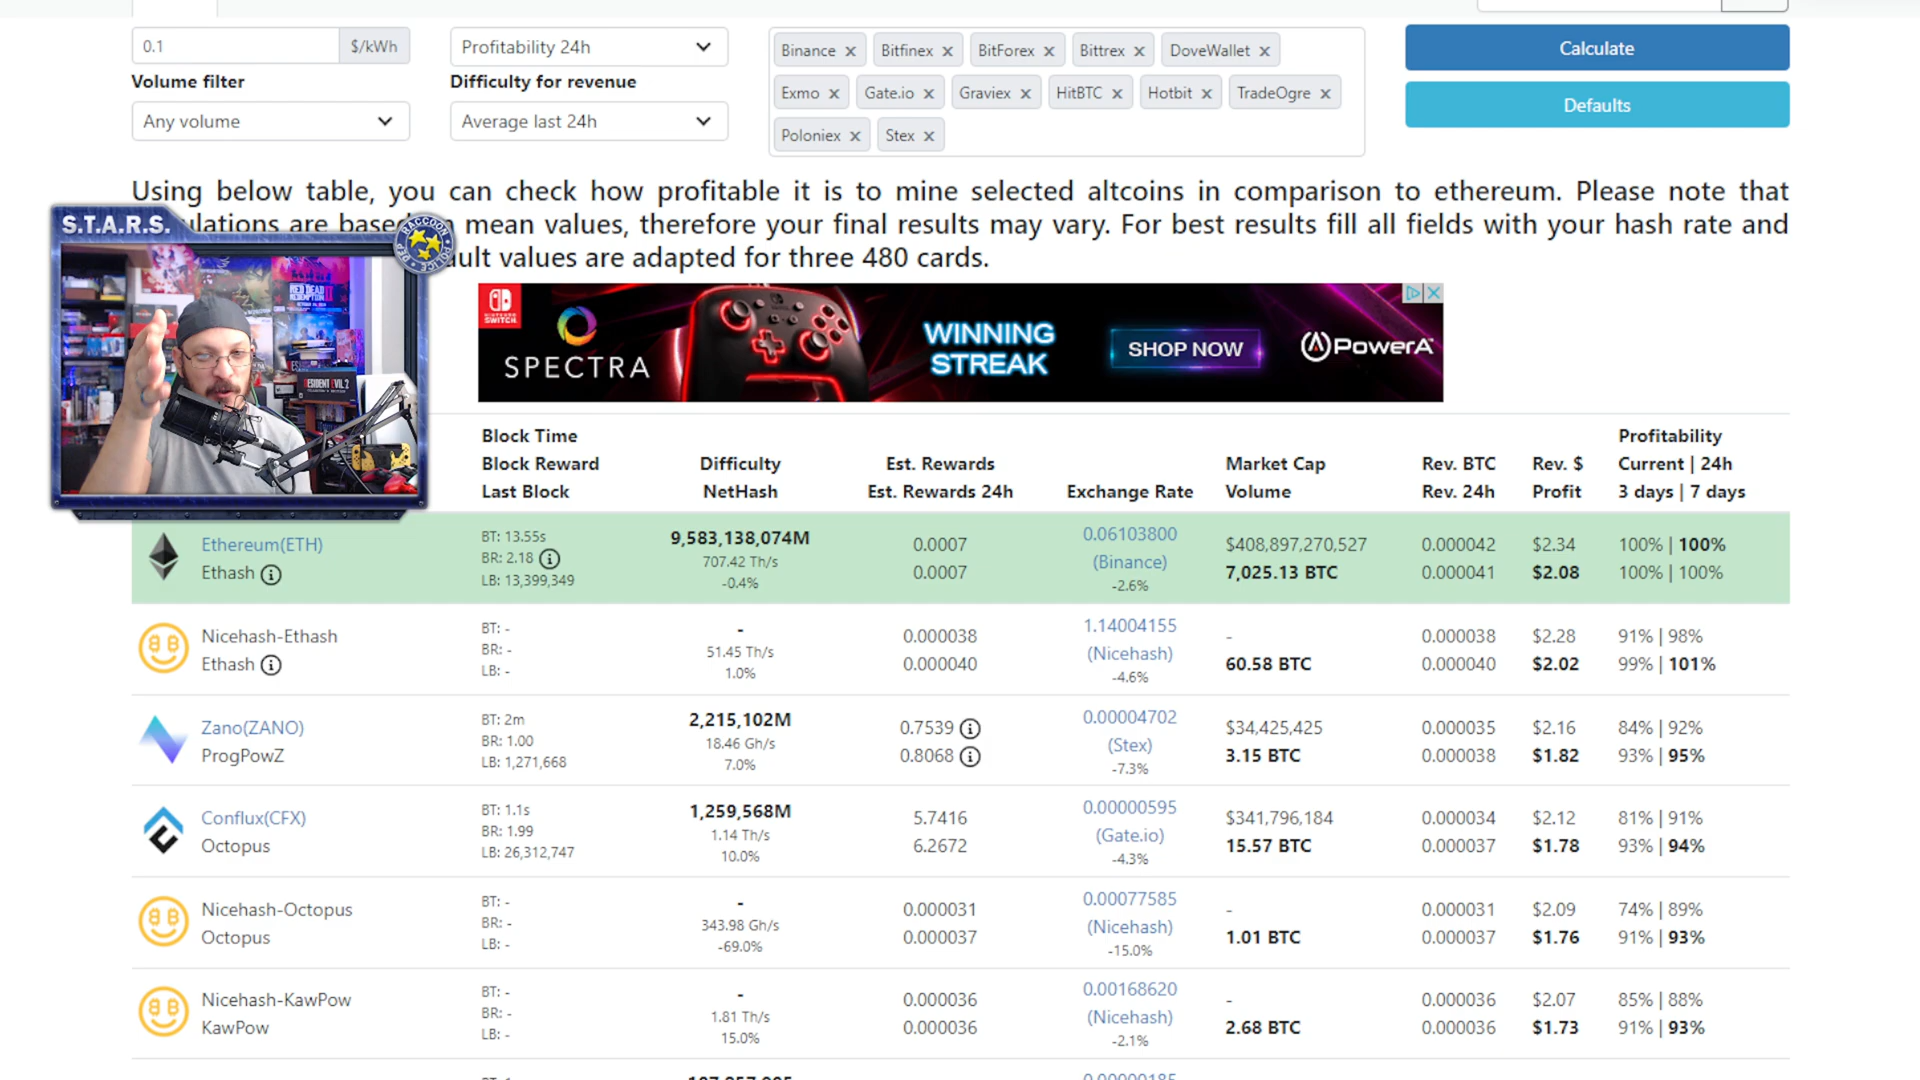 0.1 $/kWh
Profitability 24h
Binance × Bitfinex × BitForex × Bittrex × DoveWallet ×
Calculate
Volume filter
Difficulty for revenue
Exmo × Gate.io × Graviex × HitBTC × Hotbit × TradeOgre ×
Defaults
Any volume
Average last 24h
Poloniex × Stex ×
Using below table, you can check how profitable it is to mine selected altcoins in comparison to ethereum. Please note that
ulations are based mean values, therefore your final results may vary. For best results fill all fields with your hash rate and
ault values are adapted for three 480 cards.
S.T.A.R.S.
RACCOON
POLICE
RED DEAD
REDEMPTION II
RESIDENT EVIL 2
NINTENDO
SWITCH
SPECTRA
WINNING
STREAK
SHOP NOW
PowerA
Block Time
Block Reward
Last Block
Difficulty
NetHash
Est. Rewards
Est. Rewards 24h
Exchange Rate
Market Cap
Volume
Rev. BTC
Rev. 24h
Rev. $
Profit
Profitability
Current | 24h
3 days | 7 days
Ethereum(ETH)
Ethash
BT: 13.55s
BR: 2.18
LB: 13,399,349
9,583,138,074M
707.42 Th/s
-0.4%
0.0007
0.0007
0.06103800
(Binance)
-2.6%
$408,897,270,527
7,025.13 BTC
0.000042
0.000041
$2.34
$2.08
100% | 100%
100% | 100%
Nicehash-Ethash
Ethash
BT: -
BR: -
LB: -
-
51.45 Th/s
1.0%
0.000038
0.000040
1.14004155
(Nicehash)
-4.6%
-
60.58 BTC
0.000038
0.000040
$2.28
$2.02
91% | 98%
99% | 101%
Zano(ZANO)
ProgPowZ
BT: 2m
BR: 1.00
LB: 1,271,668
2,215,102M
18.46 Gh/s
7.0%
0.7539
0.8068
0.00004702
(Stex)
-7.3%
$34,425,425
3.15 BTC
0.000035
0.000038
$2.16
$1.82
84% | 92%
93% | 95%
Conflux(CFX)
Octopus
BT: 1.1s
BR: 1.99
LB: 26,312,747
1,259,568M
1.14 Th/s
10.0%
5.7416
6.2672
0.00000595
(Gate.io)
-4.3%
$341,796,184
15.57 BTC
0.000034
0.000037
$2.12
$1.78
81% | 91%
93% | 94%
Nicehash-Octopus
Octopus
BT: -
BR: -
LB: -
-
343.98 Gh/s
-69.0%
0.000031
0.000037
0.00077585
(Nicehash)
-15.0%
-
1.01 BTC
0.000031
0.000037
$2.09
$1.76
74% | 89%
91% | 93%
Nicehash-KawPow
KawPow
BT: -
BR: -
LB: -
-
1.81 Th/s
15.0%
0.000036
0.000036
0.00168620
(Nicehash)
-2.1%
-
2.68 BTC
0.000036
0.000036
$2.07
$1.73
85% | 88%
91% | 93%